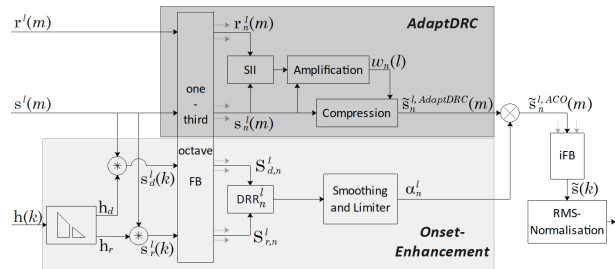 r^l(m)
r_n^l(m)
AdaptDRC
SII
Amplification
w_n(l)
one
-
third
s^l(m)
s_n^l(m)
Compression
s̃_n^{l, AdaptDRC}(m)
s̃_n^{l, ACO}(m)
octave
FB
*
s_d^l(k)
S_{d,n}^l
DRR_n^l
Smoothing
and Limiter
α_n^l
iFB
s̃(k)
h(k)
h_d
h_r
*
s_r^l(k)
S_{r,n}^l
Onset-
Enhancement
RMS-
Normalisation